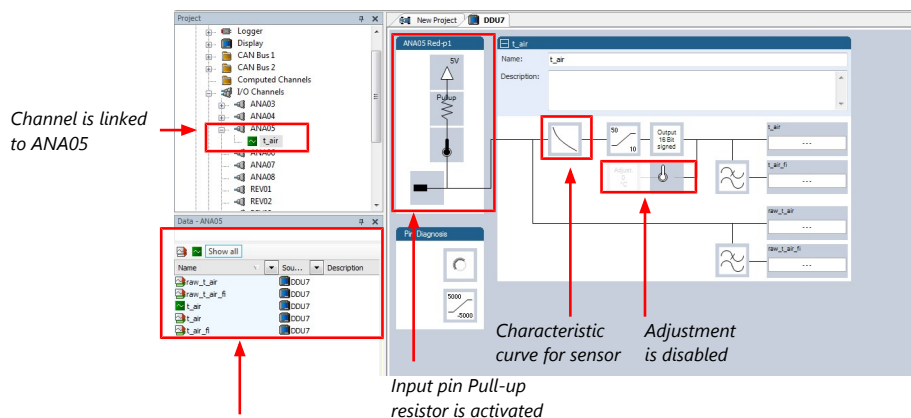 Project
New Project
DDU7
Logger
Display
CAN Bus 1
CAN Bus 2
Computed Channels
I/O Channels
ANA03
ANA04
ANA05
t_air
ANA06
ANA07
ANA08
REV01
REV02
Channel is linked
to ANA05
Data - ANA05
Show all
Name Sou... Description
raw_t_air DDU7
raw_t_air_fi DDU7
t_air DDU7
t_air DDU7
t_air_fi DDU7
ANA05 Red-p1
5V
Pullup
Pin Diagnosis
5000
-5000
t_air
Name: t_air
Description:
50
10
Output
16 Bit
signed
Adjust.
0
°C
t_air
---
t_air_fi
---
raw_t_air
---
raw_t_air_fi
---
Characteristic
curve for sensor
Adjustment
is disabled
Input pin Pull-up
resistor is activated